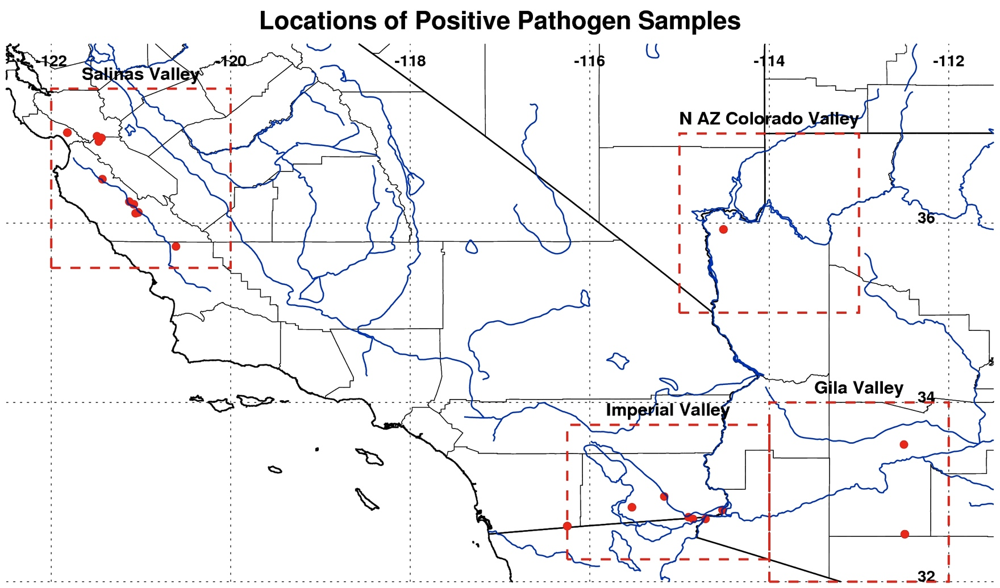 Locations of Positive Pathogen Samples
-122 -120 -118 -116 -114 -112
Salinas Valley
N AZ Colorado Valley
36
Gila Valley
34
Imperial Valley
32